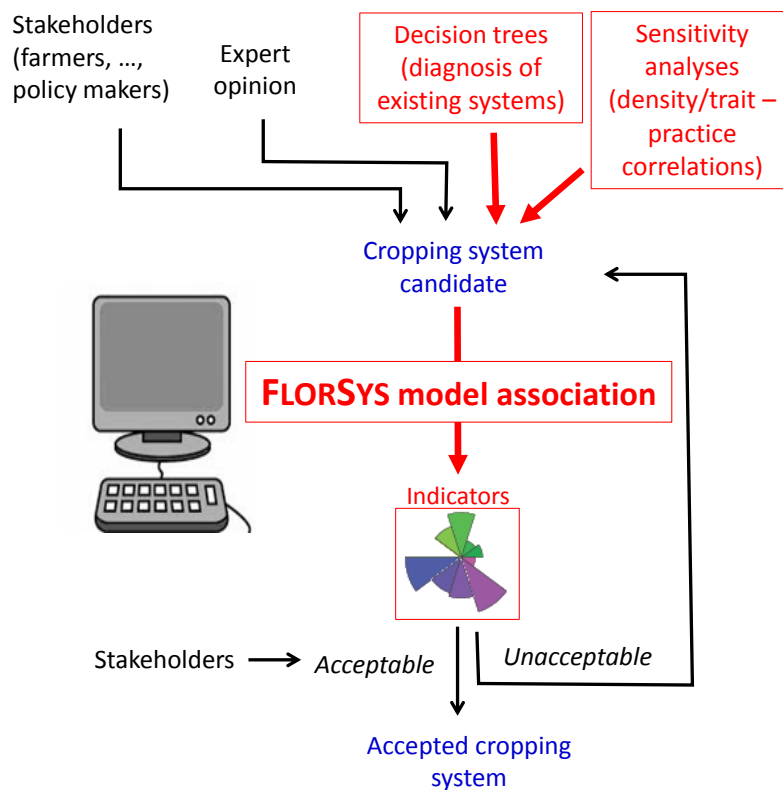 Stakeholders
(farmers, …,
policy makers)
Expert
opinion
Decision trees
(diagnosis of
existing systems)
Sensitivity
analyses
(density/trait –
practice
correlations)
Cropping system
candidate
FLORSYS model association
Indicators
Stakeholders
Acceptable
Unacceptable
Accepted cropping
system